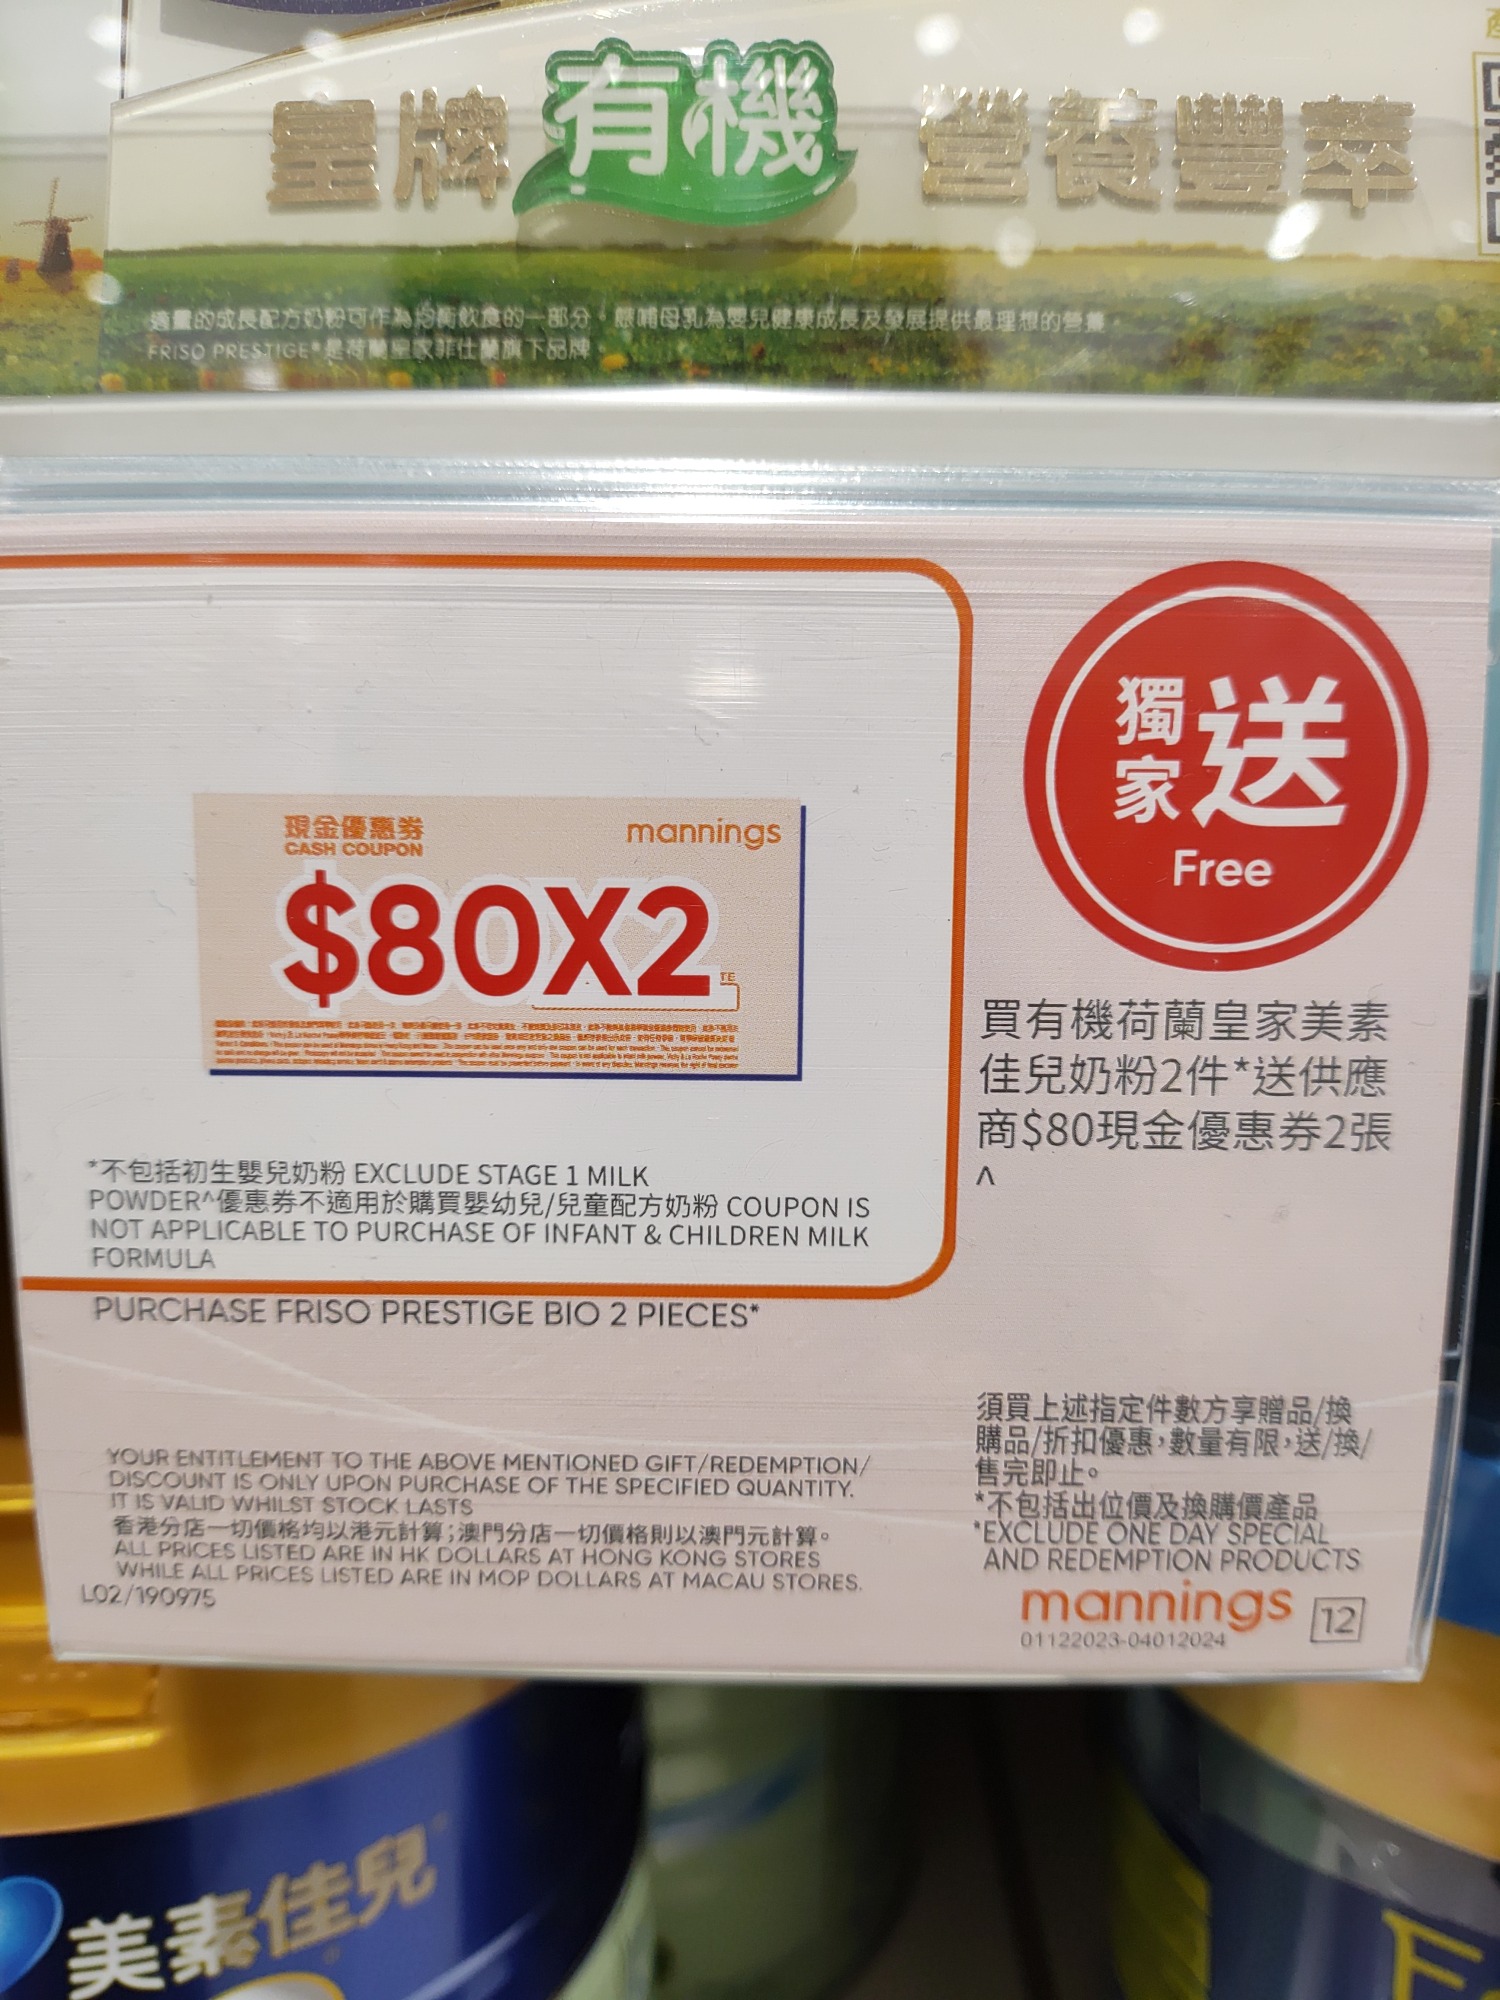 皇牌有機 營養豐萃
適量的成長配方奶粉可作為均衡飲食的一部分。餵哺母乳為嬰兒健康成長及發展提供最理想的營養。
FRISO PRESTIGE®是荷蘭皇家菲仕蘭旗下品牌。
現金優惠券
CASH COUPON
mannings
$80X2
TE
*不包括初生嬰兒奶粉 EXCLUDE STAGE 1 MILK
POWDER^優惠券不適用於購買嬰幼兒/兒童配方奶粉 COUPON IS
NOT APPLICABLE TO PURCHASE OF INFANT & CHILDREN MILK
FORMULA
PURCHASE FRISO PRESTIGE BIO 2 PIECES*
獨家送
Free
買有機荷蘭皇家美素
佳兒奶粉2件*送供應
商$80現金優惠券2張
^
YOUR ENTITLEMENT TO THE ABOVE MENTIONED GIFT/REDEMPTION/
DISCOUNT IS ONLY UPON PURCHASE OF THE SPECIFIED QUANTITY.
IT IS VALID WHILST STOCK LASTS
香港分店一切價格均以港元計算；澳門分店一切價格則以澳門元計算。
ALL PRICES LISTED ARE IN HK DOLLARS AT HONG KONG STORES
WHILE ALL PRICES LISTED ARE IN MOP DOLLARS AT MACAU STORES.
L02/190975
須買上述指定件數方享贈品/換
購品/折扣優惠，數量有限，送/換/
售完即止。
*不包括出位價及換購價產品
*EXCLUDE ONE DAY SPECIAL
AND REDEMPTION PRODUCTS
mannings
12
01122023-04012024
美素佳兒